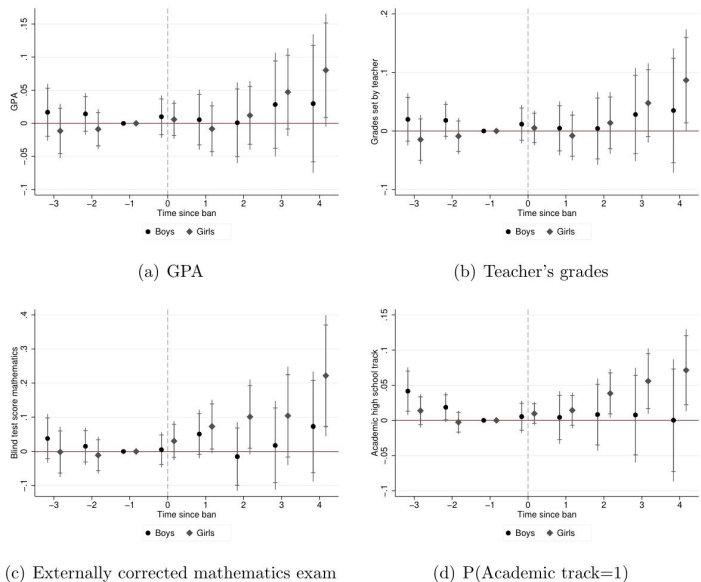 GPA
.15
.1
.05
0
-.05
-.1
-3 -2 -1 0 1 2 3 4
Time since ban
Boys Girls
(a) GPA
Grades set by teacher
.2
.1
0
-.1
-3 -2 -1 0 1 2 3 4
Time since ban
Boys Girls
(b) Teacher's grades
Blind test score mathematics
.4
.3
.2
.1
0
-.1
-3 -2 -1 0 1 2 3 4
Time since ban
Boys Girls
(c) Externally corrected mathematics exam
Academic high school track
.15
.1
.05
0
-.05
-.1
-3 -2 -1 0 1 2 3 4
Time since ban
Boys Girls
(d) P(Academic track=1)